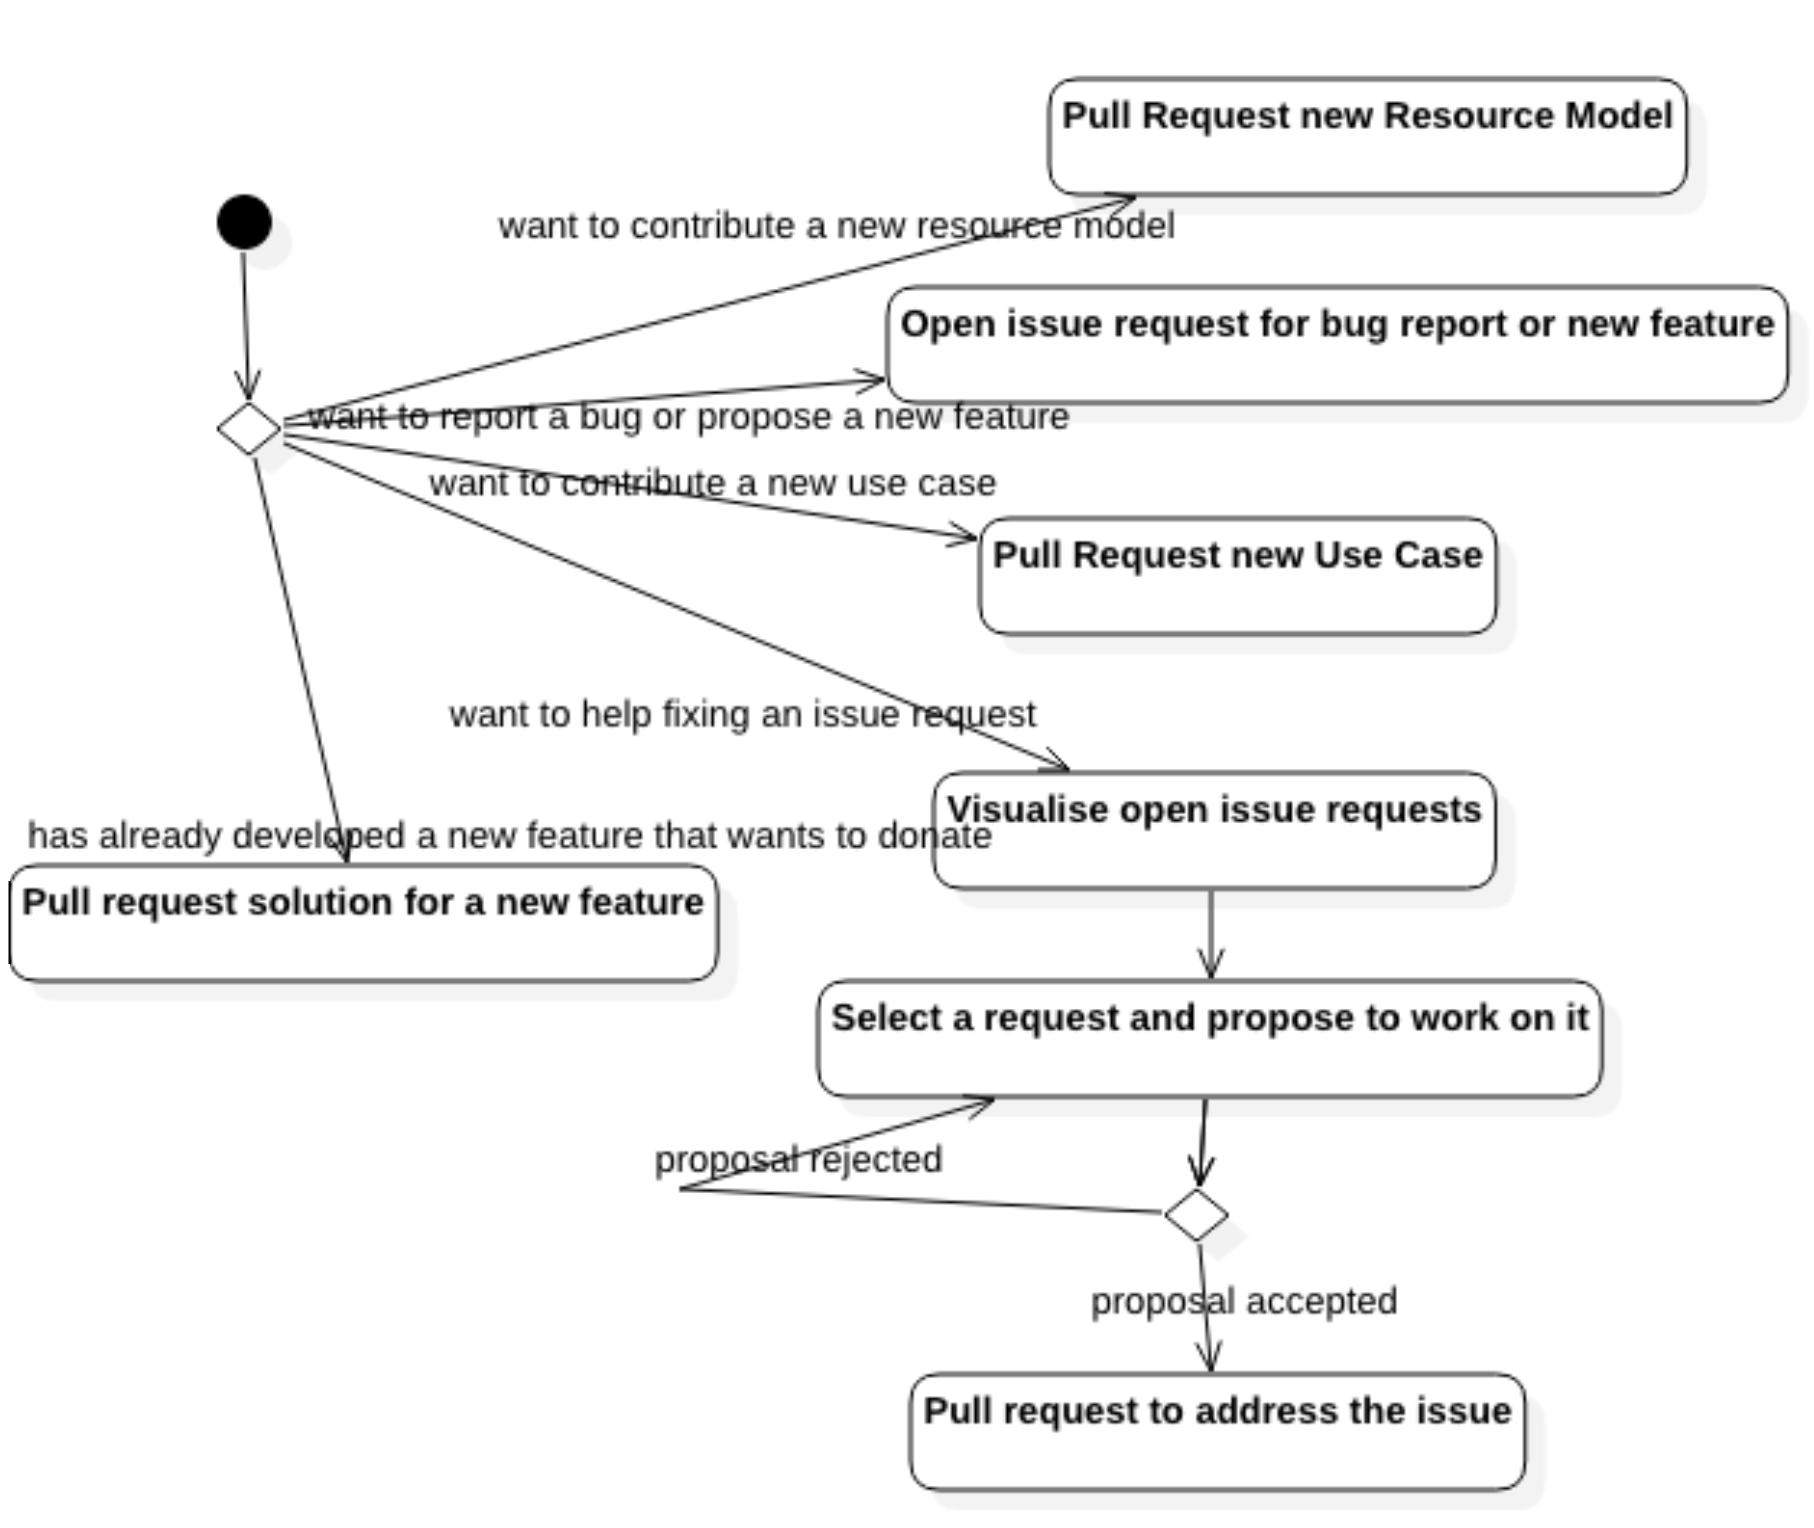 Pull Request new Resource Model
want to contribute a new resource model
Open issue request for bug report or new feature
want to report a bug or propose a new feature
want to contribute a new use case
Pull Request new Use Case
want to help fixing an issue request
Visualise open issue requests
has already developed a new feature that wants to donate
Pull request solution for a new feature
Select a request and propose to work on it
proposal rejected
proposal accepted
Pull request to address the issue